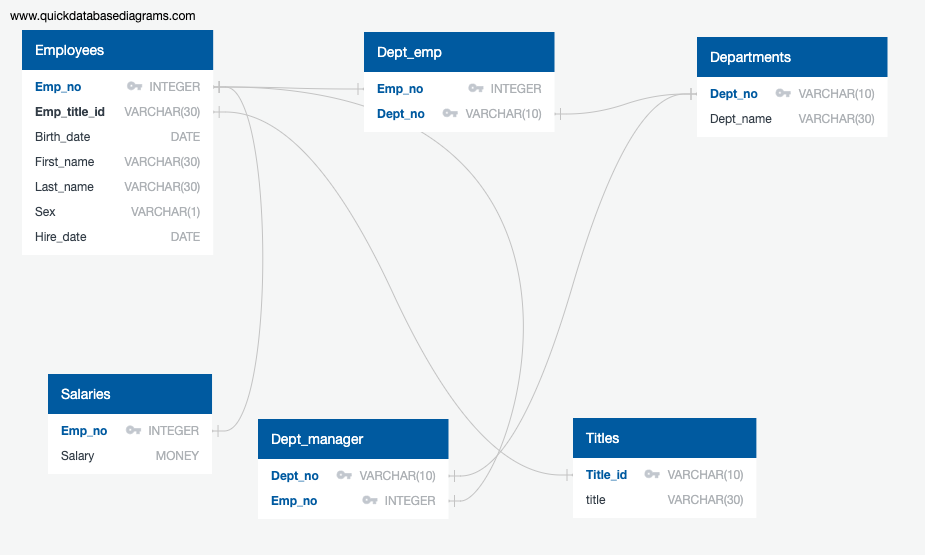 www.quickdatabasediagrams.com
Employees
Emp_no INTEGER
Emp_title_id VARCHAR(30)
Birth_date DATE
First_name VARCHAR(30)
Last_name VARCHAR(30)
Sex VARCHAR(1)
Hire_date DATE
Dept_emp
Emp_no INTEGER
Dept_no VARCHAR(10)
Departments
Dept_no VARCHAR(10)
Dept_name VARCHAR(30)
Salaries
Emp_no INTEGER
Salary MONEY
Dept_manager
Dept_no VARCHAR(10)
Emp_no INTEGER
Titles
Title_id VARCHAR(10)
title VARCHAR(30)